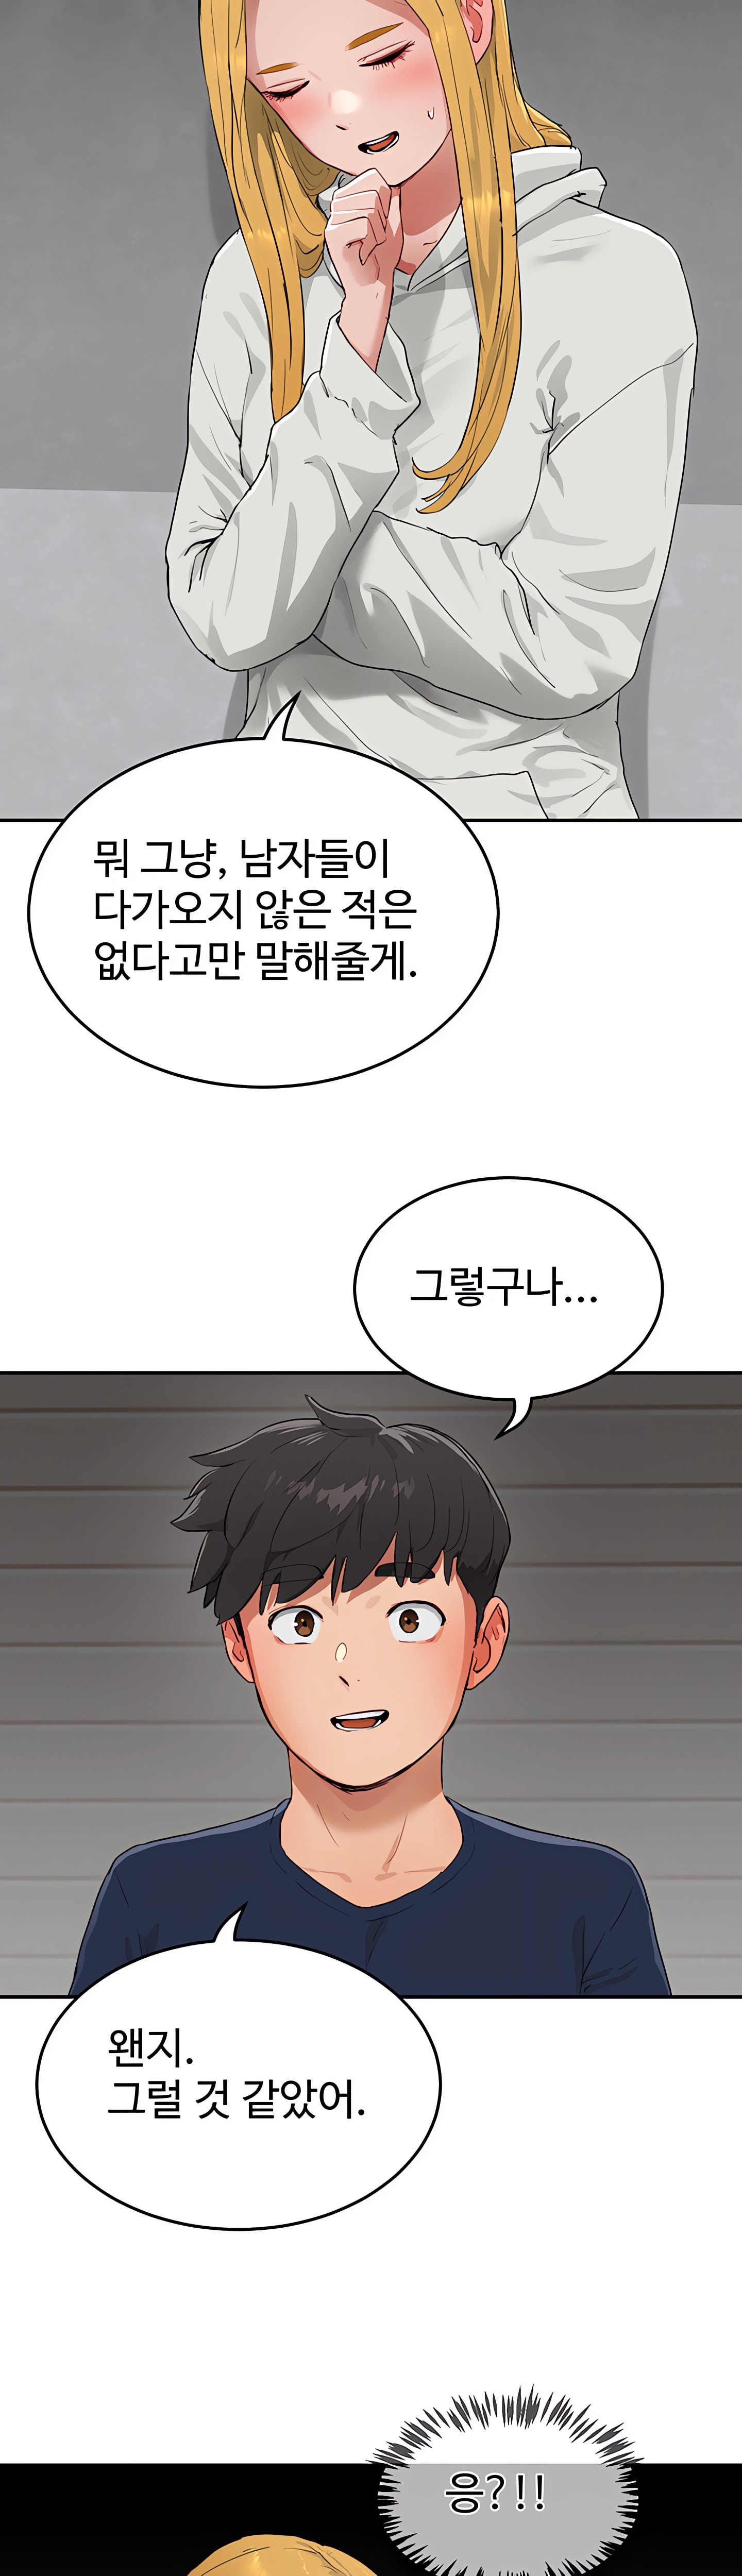 뭐 그냥, 남자들이
다가오지 않은 적은
없다고만 말해줄게.
그렇구나...
왠지.
그럴 것 같았어.
응?!!